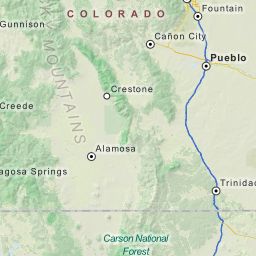 COLORADO
Fountain
Gunnison
Cañon City
Pueblo
Crestone
Creede
MOUNTAINS
Alamosa
agosa Springs
Trinidad
Carson National
Forest